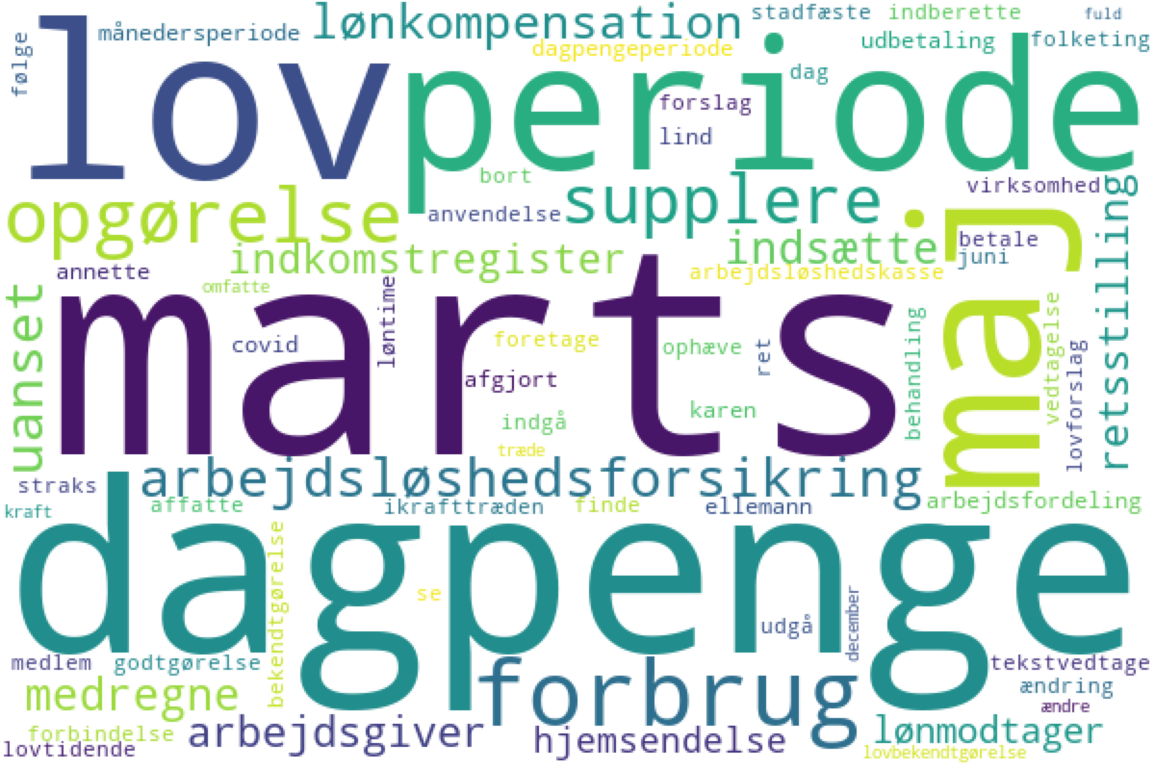 lov
periode
marts
maj
dagpenge
lønkompensation
stadfæste
indberette
fuld
månedersperiode
dagpengeperiode
udbetaling
folketing
følge
dag
forslag
lind
bort
virksomhed
opgørelse
anvendelse
supplere
retsstilling
indkomstregister
indsætte
betale
juni
annette
omfatte
arbejdsløshedskasse
uanset
løntime
covid
foretage
ophæve
ret
behandling
vedtagelse
lovforslag
afgjort
indgå
karen
træde
arbejdsløshedsforsikring
straks
kraft
affatte
ikrafttræden
finde
ellemann
arbejdsfordeling
bekendtgørelse
se
udgå
december
medlem
godtgørelse
tekstvedtage
medregne
forbrug
ændring
ændre
forbindelse
arbejdsgiver
hjemsendelse
lønmodtager
lovtidende
lovbekendtgørelse